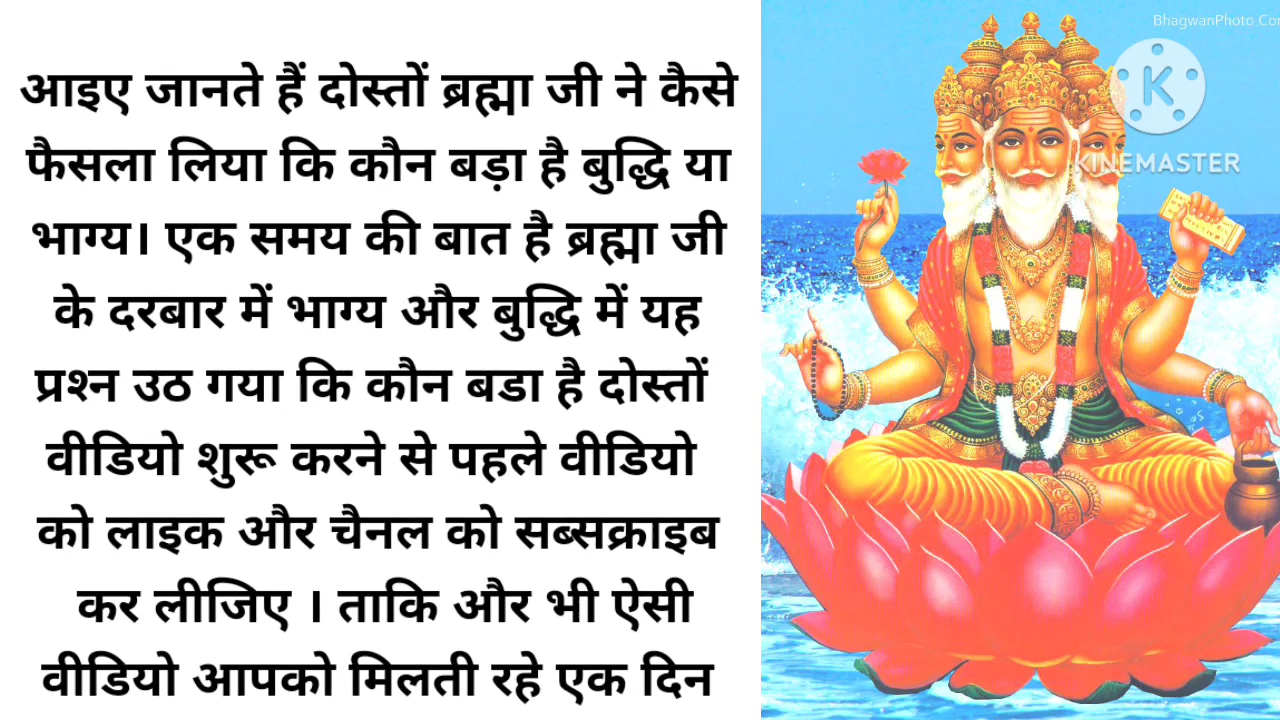 आइए जानते हैं दोस्तों ब्रह्मा जी ने कैसे
फैसला लिया कि कौन बड़ा है बुद्धि या
भाग्य। एक समय की बात है ब्रह्मा जी
के दरबार में भाग्य और बुद्धि में यह
प्रश्न उठ गया कि कौन बडा है दोस्तों
वीडियो शुरू करने से पहले वीडियो
को लाइक और चैनल को सब्सक्राइब
कर लीजिए । ताकि और भी ऐसी
वीडियो आपको मिलती रहे एक दिन
BhagwanPhoto.Con
K
KINEMASTER